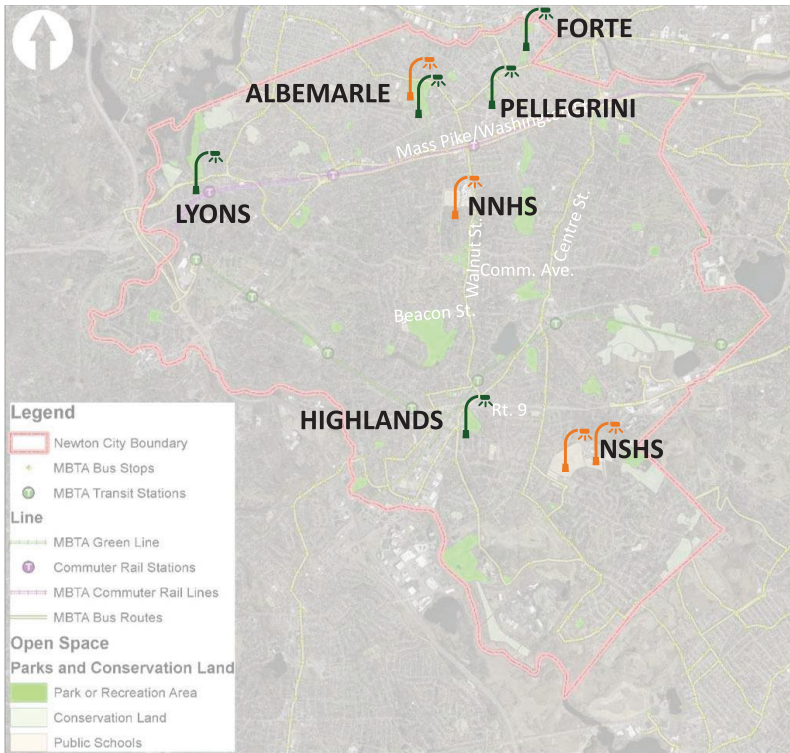 FORTE
ALBEMARLE
PELLEGRINI
Mass Pike/Washing
LYONS
NNHS
Walnut St.
Centre St.
Comm. Ave.
Beacon St.
HIGHLANDS
Rt. 9
NSHS
Legend
Newton City Boundary
MBTA Bus Stops
T MBTA Transit Stations
Line
MBTA Green Line
T Commuter Rail Stations
MBTA Commuter Rail Lines
MBTA Bus Routes
Open Space
Parks and Conservation Land
Park or Recreation Area
Conservation Land
Public Schools